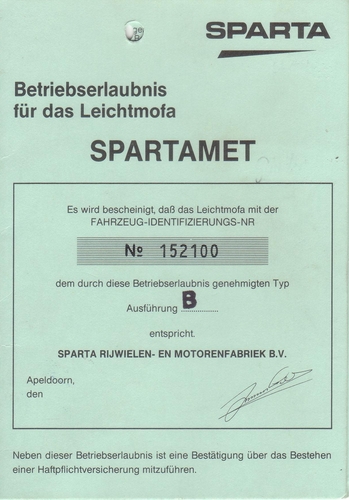 SPARTA
Betriebserlaubnis
für das Leichtmofa
SPARTAMET
Es wird bescheinigt, daß das Leichtmofa mit der
FAHRZEUG-IDENTIFIZIERUNGS-NR
№ 152100
dem durch diese Betriebserlaubnis genehmigten Typ
Ausführung B
entspricht.
SPARTA RIJWIELEN- EN MOTORENFABRIEK B.V.
Apeldoorn,
den
Neben dieser Betriebserlaubnis ist eine Bestätigung über das Bestehen
einer Haftpflichtversicherung mitzuführen.